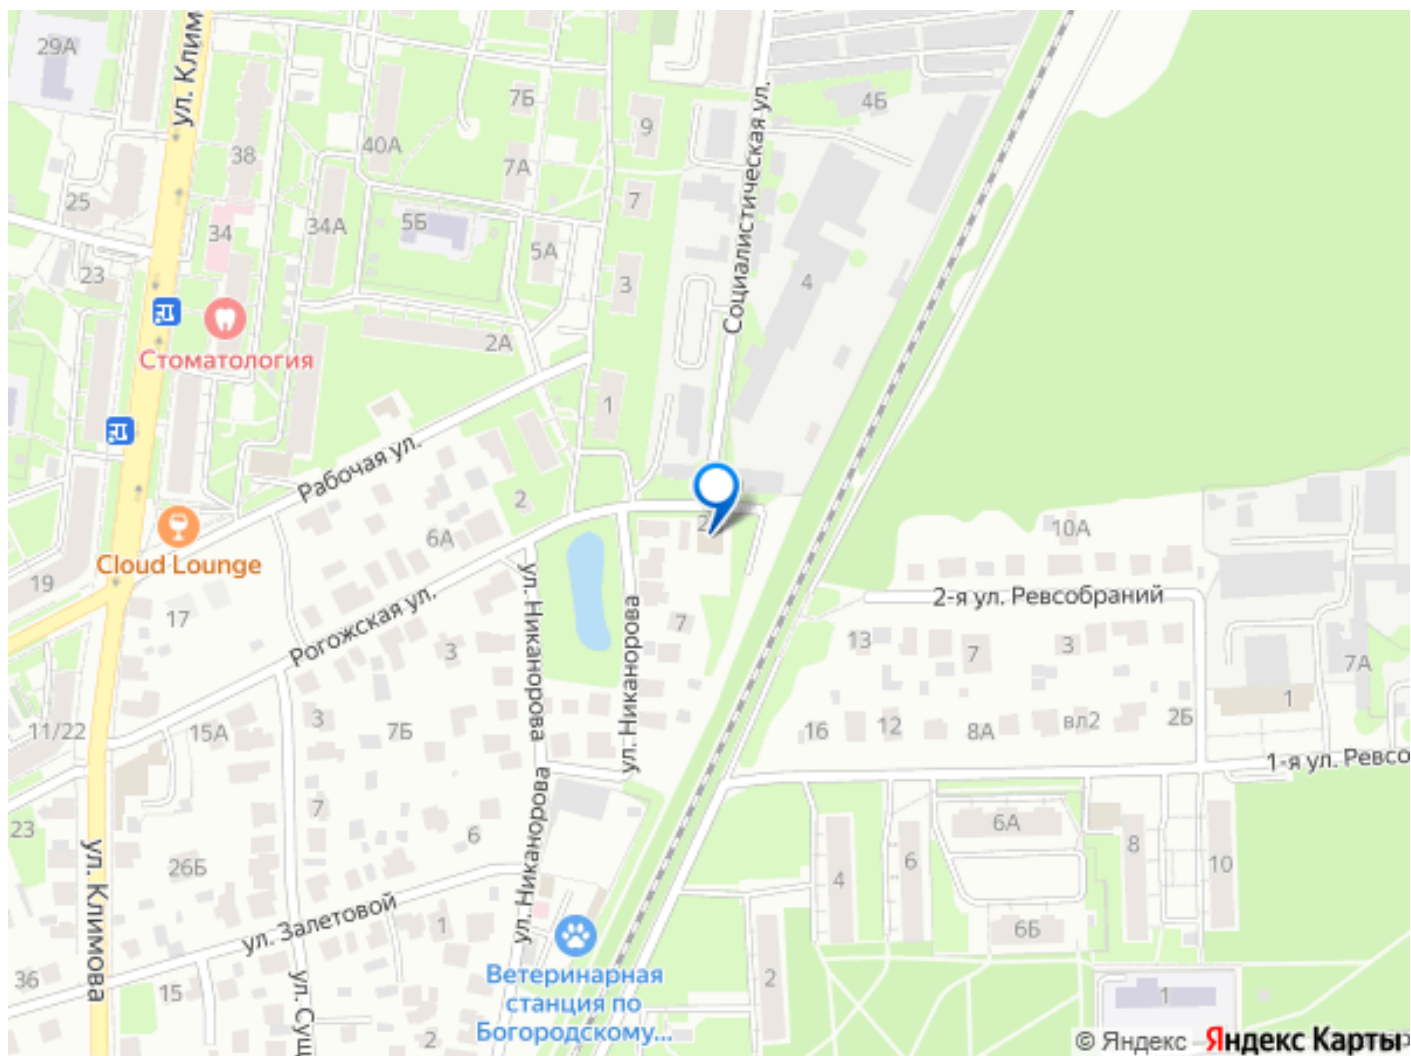 29А
ул. Клим
7Б
9
4Б
40А
38
7А
Социалистическая ул.
25
7
34
34А
5Б
5А
23
3
4
2А
Стоматология
1
Рабочая ул.
2
2
6А
10А
Cloud Lounge
19
17
Рогожская ул.
ул. Никанорова
ул. Никанорова
2-я ул. Ревсобраний
3
7
13
7
3
7А
1
11/22
15А
3
7Б
16
12
8А
вл2
2Б
1-я ул. Ревсо
23
7
6
ул. Никанорова
6А
8
ул. Климова
26Б
4
6
10
ул. Залетовой
1
6Б
36
15
ул. Сущ
Ветеринарная
станция по
Богородскому...
2
2
1
© Яндекс Яндекс Карты